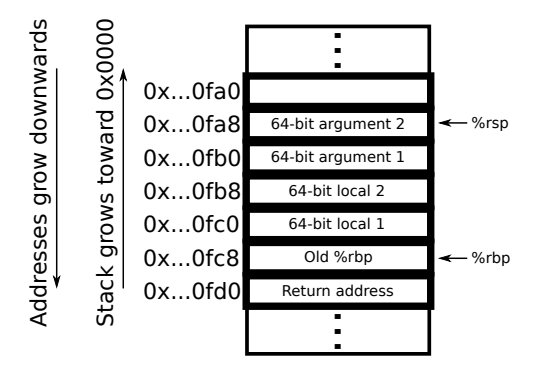 Addresses grow downwards
Stack grows toward 0x0000
0x...0fa0
0x...0fa8 64-bit argument 2 %rsp
0x...0fb0 64-bit argument 1
0x...0fb8 64-bit local 2
0x...0fc0 64-bit local 1
0x...0fc8 Old %rbp %rbp
0x...0fd0 Return address